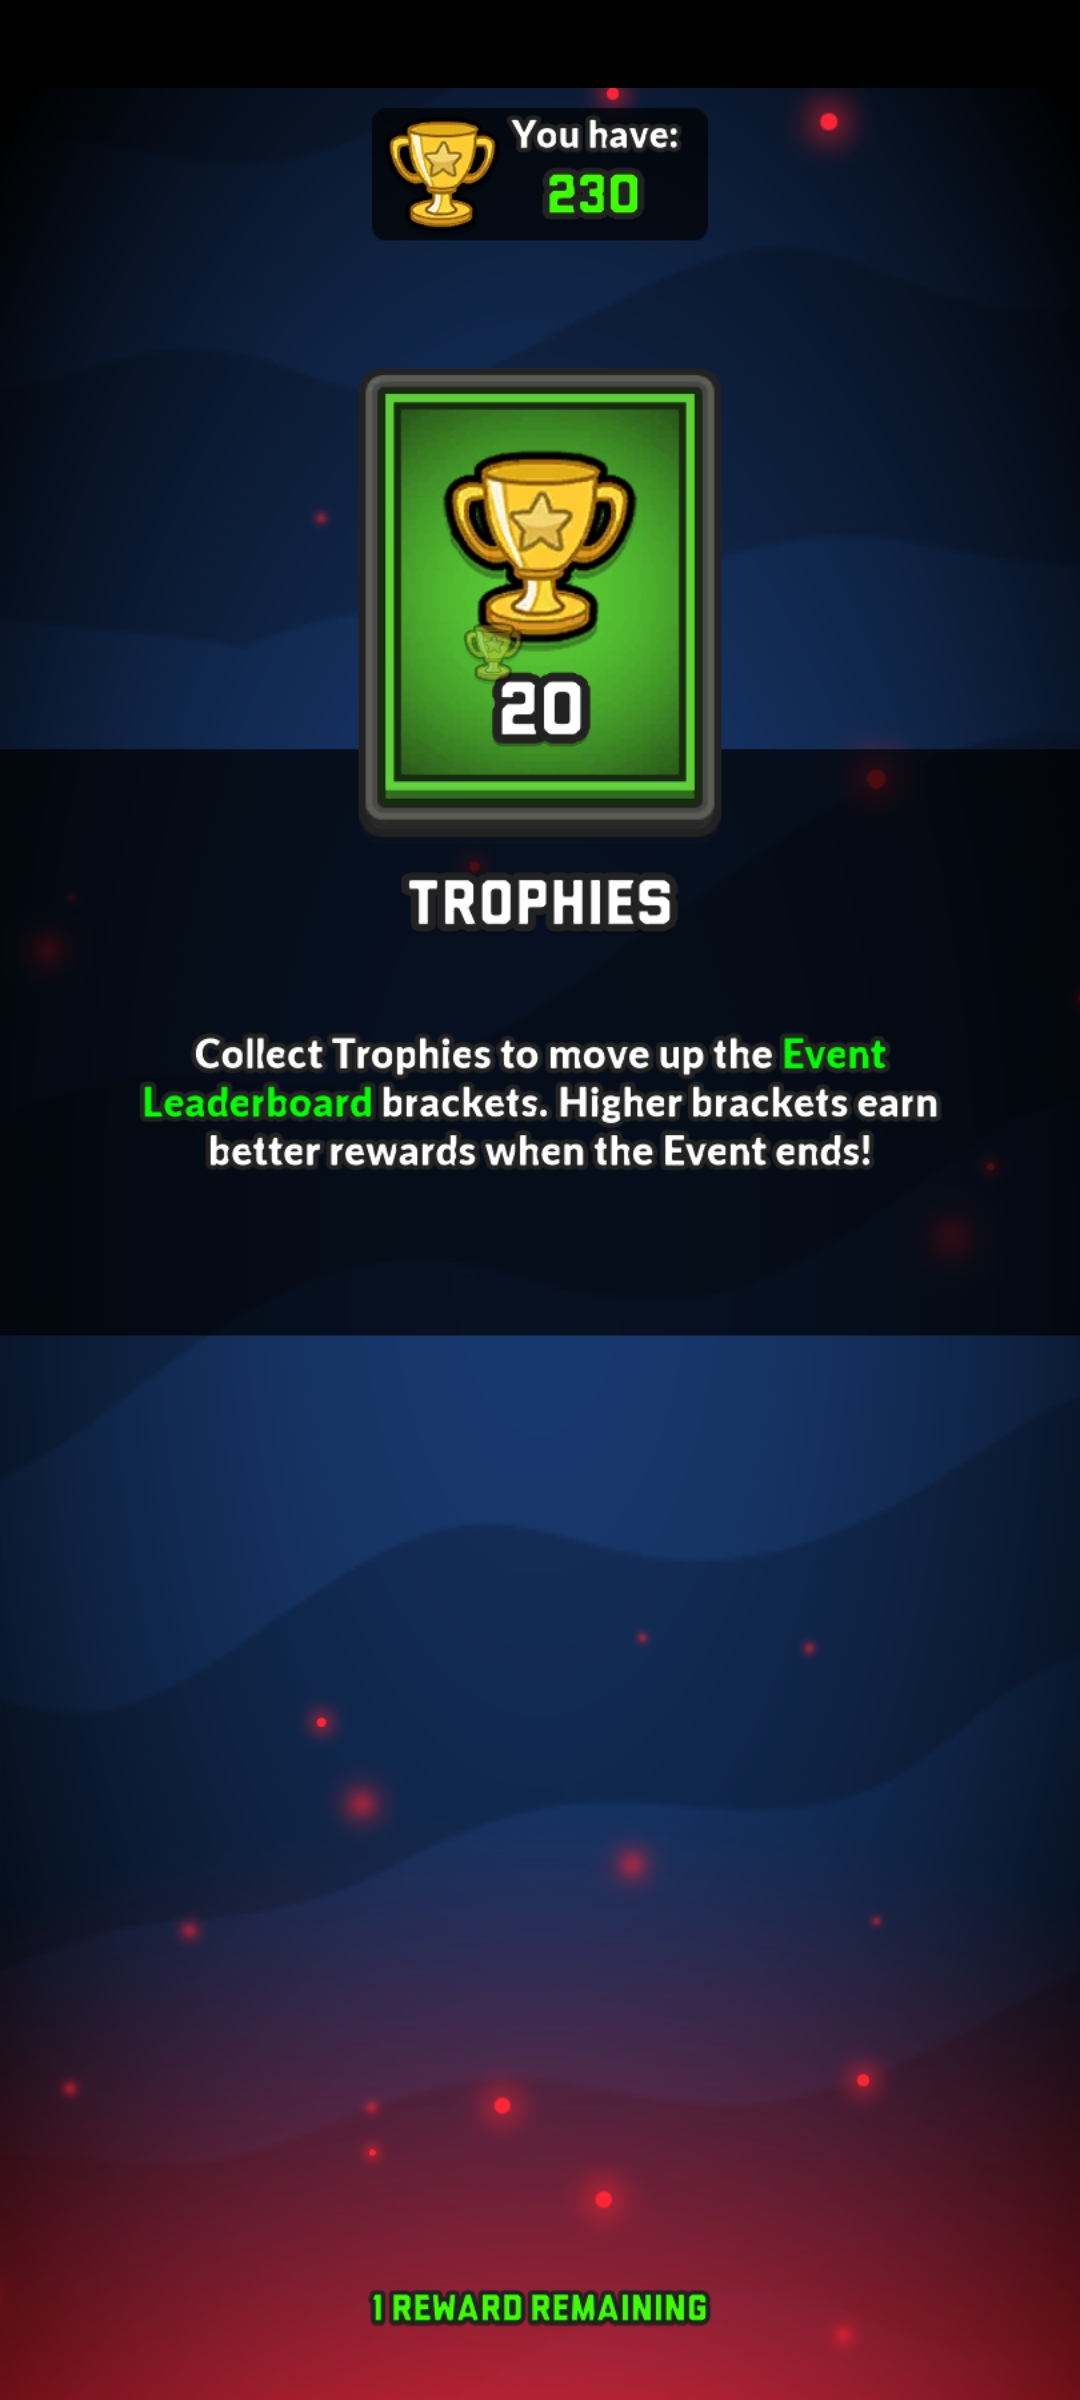 You have:
230
20
TROPHIES
Collect Trophies to move up the Event
Leaderboard brackets. Higher brackets earn
better rewards when the Event ends!
1 REWARD REMAINING